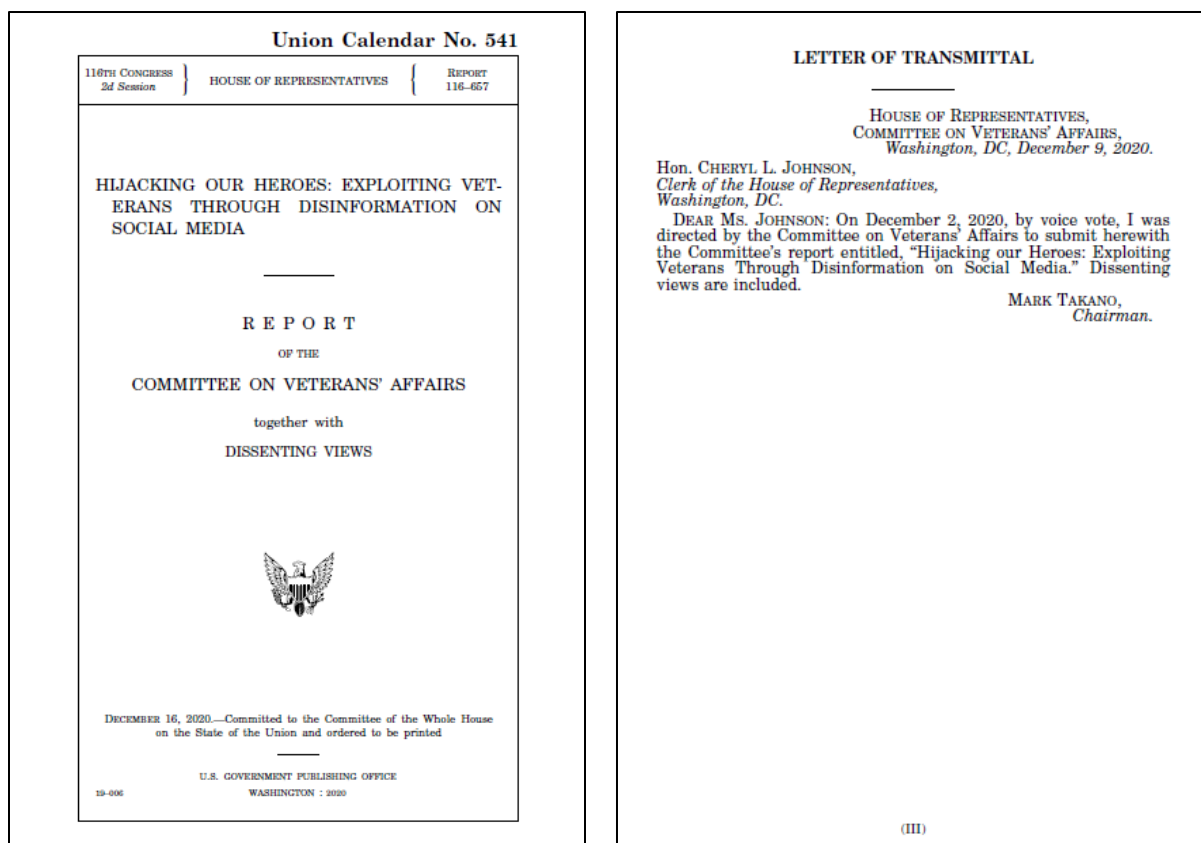 Union Calendar No. 541
116TH CONGRESS
2d Session
HOUSE OF REPRESENTATIVES
REPORT
116–657
HIJACKING OUR HEROES: EXPLOITING VET-
ERANS THROUGH DISINFORMATION ON
SOCIAL MEDIA
R E P O R T
OF THE
COMMITTEE ON VETERANS’ AFFAIRS
together with
DISSENTING VIEWS
DECEMBER 16, 2020.—Committed to the Committee of the Whole House
on the State of the Union and ordered to be printed
U.S. GOVERNMENT PUBLISHING OFFICE
19–006
WASHINGTON : 2020
LETTER OF TRANSMITTAL
HOUSE OF REPRESENTATIVES,
COMMITTEE ON VETERANS’ AFFAIRS,
Washington, DC, December 9, 2020.
Hon. CHERYL L. JOHNSON,
Clerk of the House of Representatives,
Washington, DC.
DEAR MS. JOHNSON: On December 2, 2020, by voice vote, I was
directed by the Committee on Veterans’ Affairs to submit herewith
the Committee’s report entitled, “Hijacking our Heroes: Exploiting
Veterans Through Disinformation on Social Media.” Dissenting
views are included.
MARK TAKANO,
Chairman.
(III)